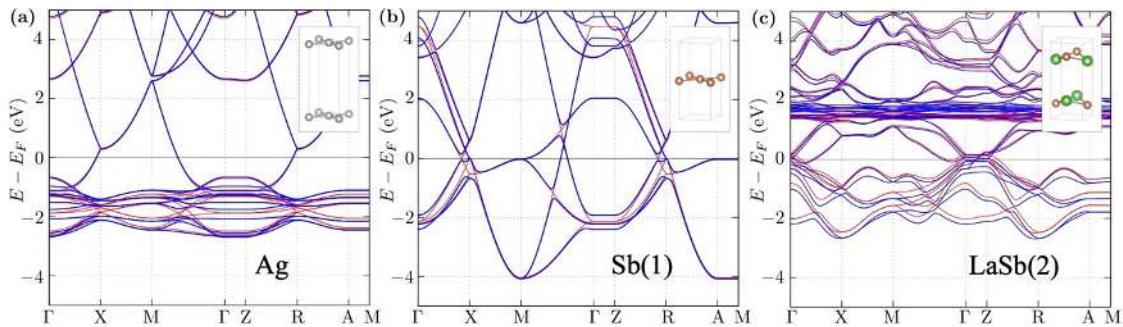 (a) (b) (c)
E − E_F (eV) E − E_F (eV) E − E_F (eV)
4 4 4
2 2 2
0 0 0
−2 −2 −2
−4 −4 −4
Ag Sb(1) LaSb(2)
Γ X M Γ Z R A M Γ X M Γ Z R A M Γ X M Γ Z R A M